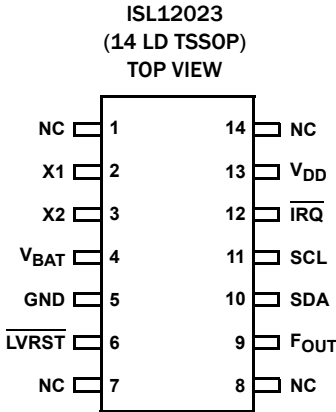 ISL12023
(14 LD TSSOP)
TOP VIEW
NC 1 14 NC
X1 2 13 VDD
X2 3 12 IRQ
VBAT 4 11 SCL
GND 5 10 SDA
LVRST 6 9 FOUT
NC 7 8 NC